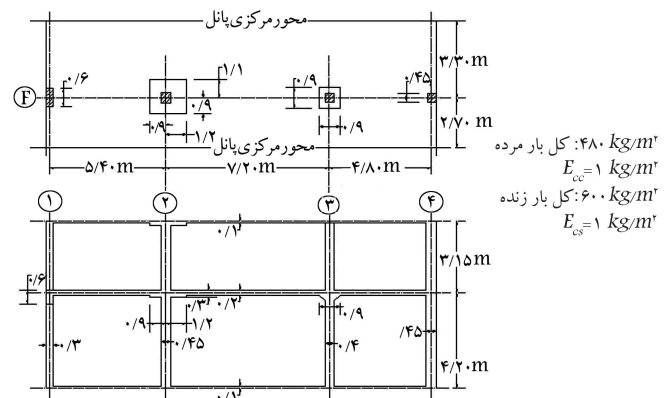 محور مرکزی پانل
۰/۶
۱/۱
۰/۹
۰/۴۵
۳/۳۰ m
F
۰/۹
۰/۹
۱/۲
۰/۹
۲/۷۰ m
محور مرکزی پانل
۵/۴۰ m
۷/۲۰ m
۴/۸۰ m
۴۸۰ kg/m²: کل بار مرده
E_cc=۱ kg/m²
۶۰۰ kg/m²: کل بار زنده
E_cs=۱ kg/m²
۱
۲
۳
۴
۰/۱
۳/۱۵ m
۰/۶
۰/۳
۰/۲
۰/۹
۰/۹
۱/۲
۰/۳
۰/۴۵
۰/۴
/۴۵
۴/۲۰ m
۰/۱